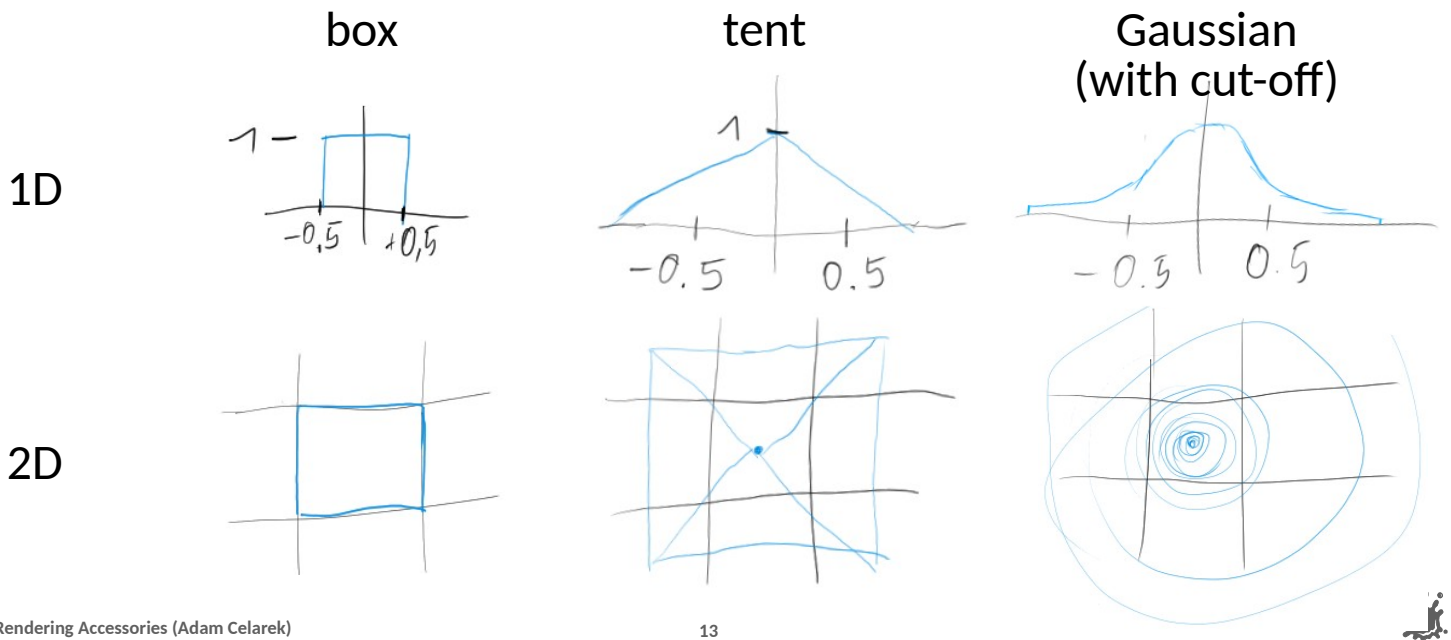 box
tent
Gaussian
(with cut-off)
1D
1
-0,5
+0,5
1
-0.5
0.5
-0.5
0.5
2D
Rendering Accessories (Adam Celarek)
13